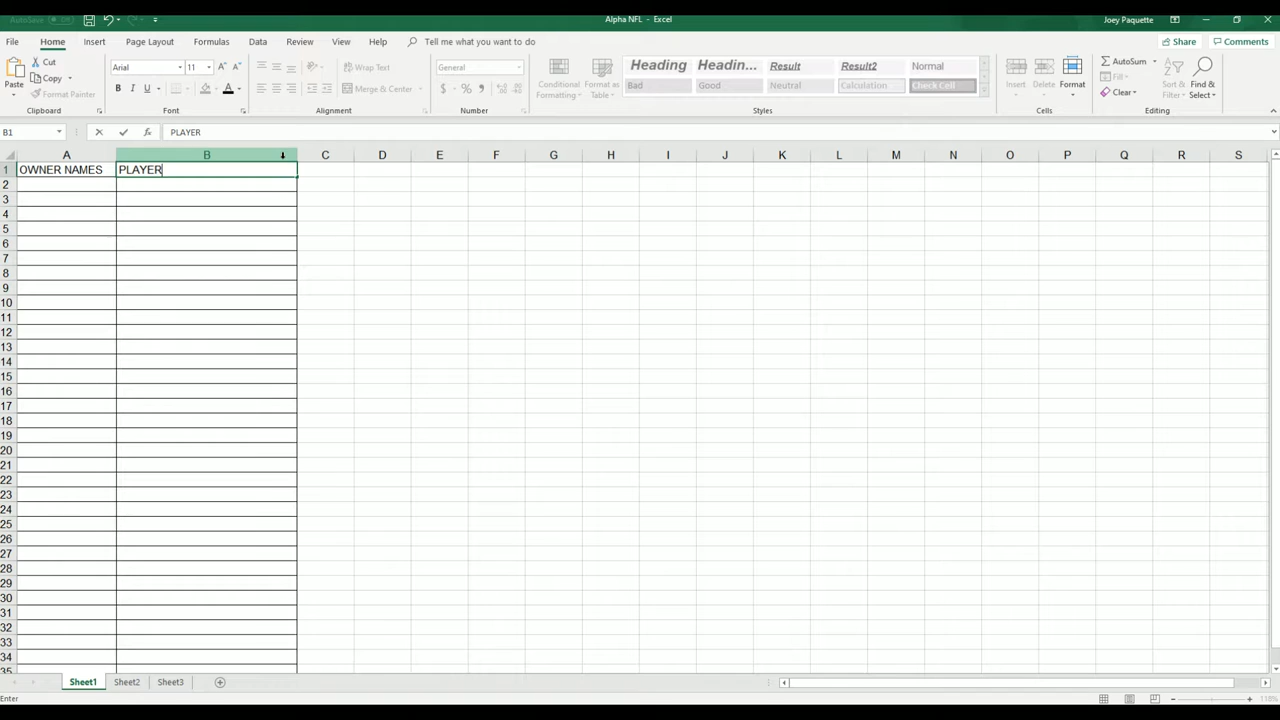 AutoSave Off
Alpha NFL - Excel
Joey Paquette
File Home Insert Page Layout Formulas Data Review View Help Tell me what you want to do Share Comments
Paste
Cut
Copy
Format Painter
Clipboard
Arial 11
B I U A
Font
Wrap Text
Merge & Center
Alignment
General
$ % ,
Number
Conditional Formatting
Format as Table
Heading Headin... Result Result2 Normal
Bad Good Neutral Calculation Check Cell
Styles
Insert Delete Format
Cells
AutoSum
Fill
Clear
Sort & Filter
Find & Select
Editing
B1 fx PLAYER
A B C D E F G H I J K L M N O P Q R S
1 OWNER NAMES PLAYER
2
3
4
5
6
7
8
9
10
11
12
13
14
15
16
17
18
19
20
21
22
23
24
25
26
27
28
29
30
31
32
33
34
35
Sheet1 Sheet2 Sheet3
Enter
118%